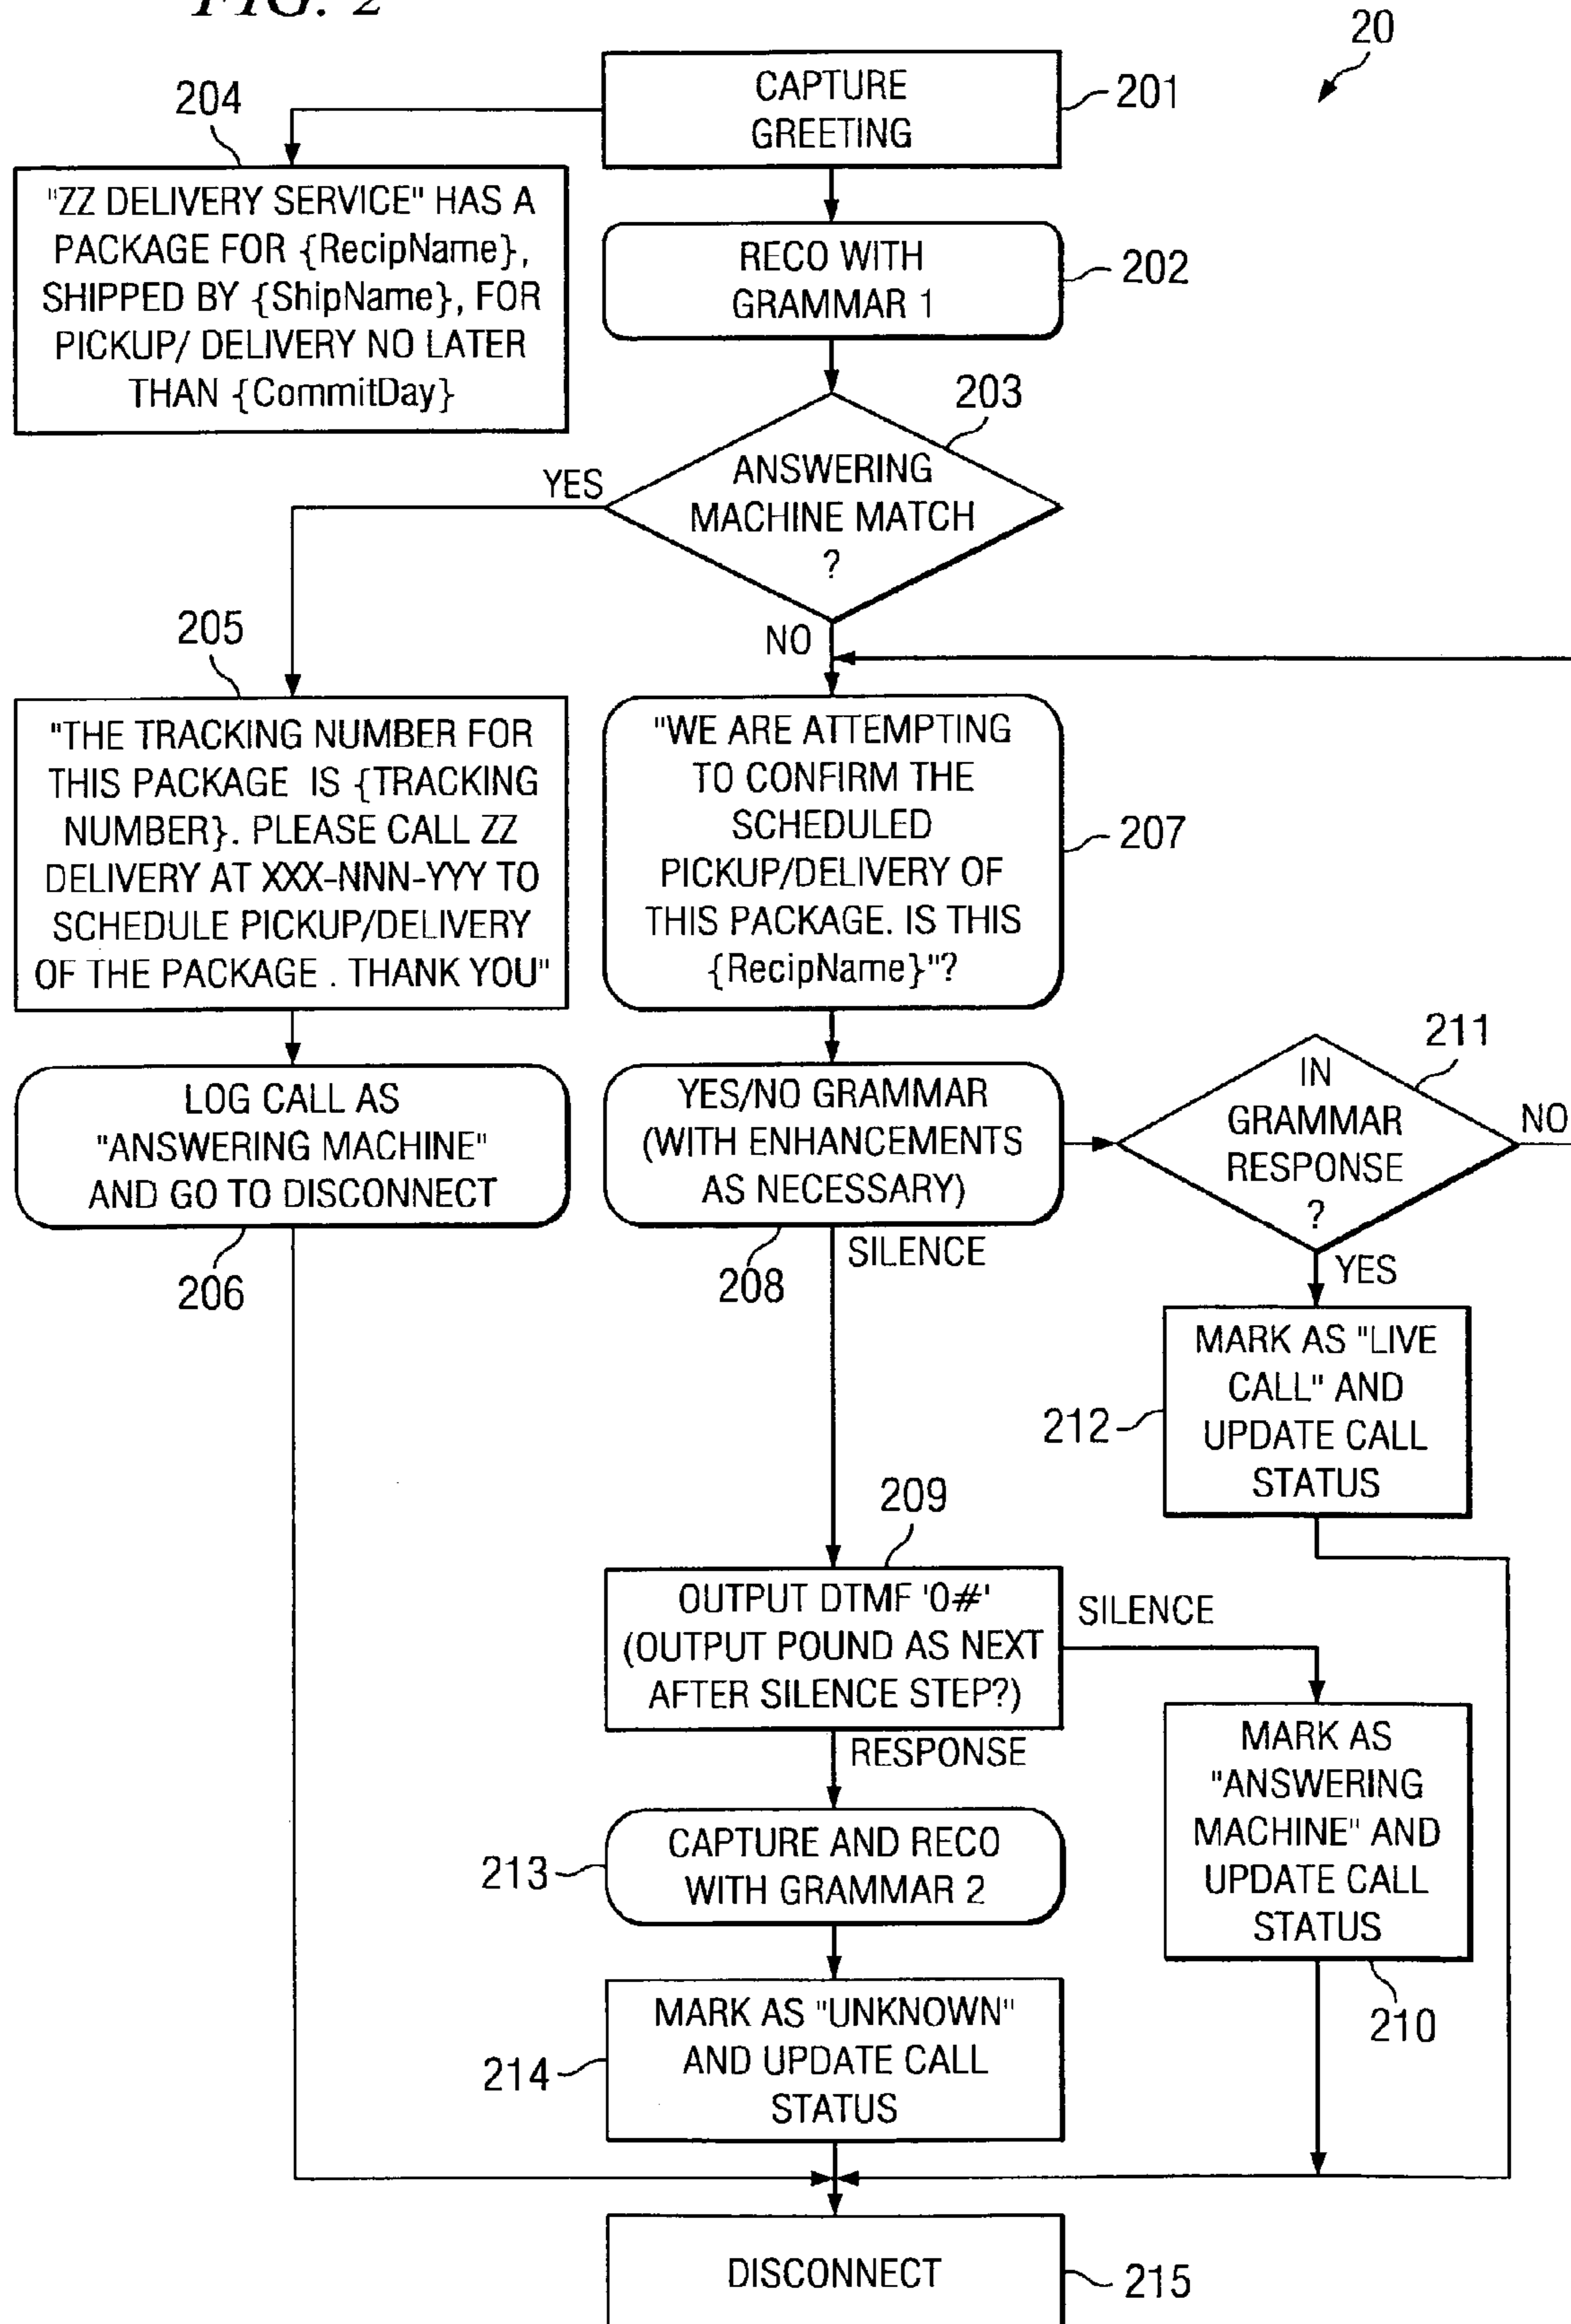 FIG. 2
20
CAPTURE
GREETING
201
204
"ZZ DELIVERY SERVICE" HAS A
PACKAGE FOR {RecipName},
SHIPPED BY {ShipName}, FOR
PICKUP/ DELIVERY NO LATER
THAN {CommitDay}
RECO WITH
GRAMMAR 1
202
203
ANSWERING
MACHINE MATCH
?
YES
NO
205
"THE TRACKING NUMBER FOR
THIS PACKAGE IS {TRACKING
NUMBER}. PLEASE CALL ZZ
DELIVERY AT XXX-NNN-YYY TO
SCHEDULE PICKUP/DELIVERY
OF THE PACKAGE . THANK YOU"
"WE ARE ATTEMPTING
TO CONFIRM THE
SCHEDULED
PICKUP/DELIVERY OF
THIS PACKAGE. IS THIS
{RecipName}"?
207
LOG CALL AS
"ANSWERING MACHINE"
AND GO TO DISCONNECT
206
YES/NO GRAMMAR
(WITH ENHANCEMENTS
AS NECESSARY)
208
SILENCE
211
IN
GRAMMAR
RESPONSE
?
NO
YES
MARK AS "LIVE
CALL" AND
UPDATE CALL
STATUS
212
209
OUTPUT DTMF '0#'
(OUTPUT POUND AS NEXT
AFTER SILENCE STEP?)
SILENCE
RESPONSE
MARK AS
"ANSWERING
MACHINE" AND
UPDATE CALL
STATUS
210
CAPTURE AND RECO
WITH GRAMMAR 2
213
MARK AS "UNKNOWN"
AND UPDATE CALL
STATUS
214
DISCONNECT
215